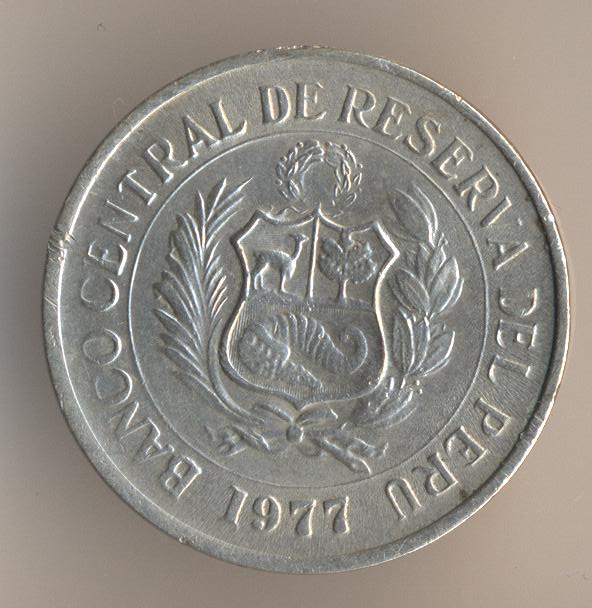 BANCO CENTRAL DE RESERVA DEL PERU
1977